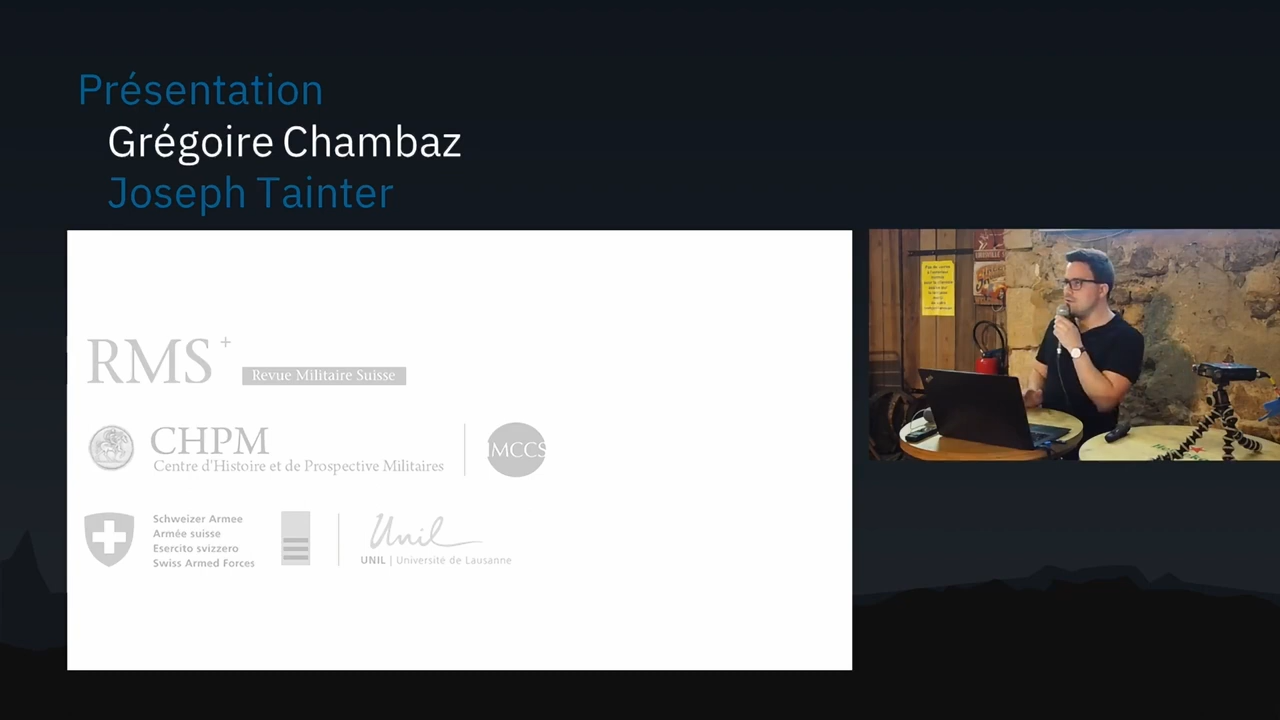 Présentation
Grégoire Chambaz
Joseph Tainter
RMS+
Revue Militaire Suisse
CHPM
Centre d'Histoire et de Prospective Militaires
IMCCS
Schweizer Armee
Armée suisse
Esercito svizzero
Swiss Armed Forces
Unil
UNIL | Université de Lausanne